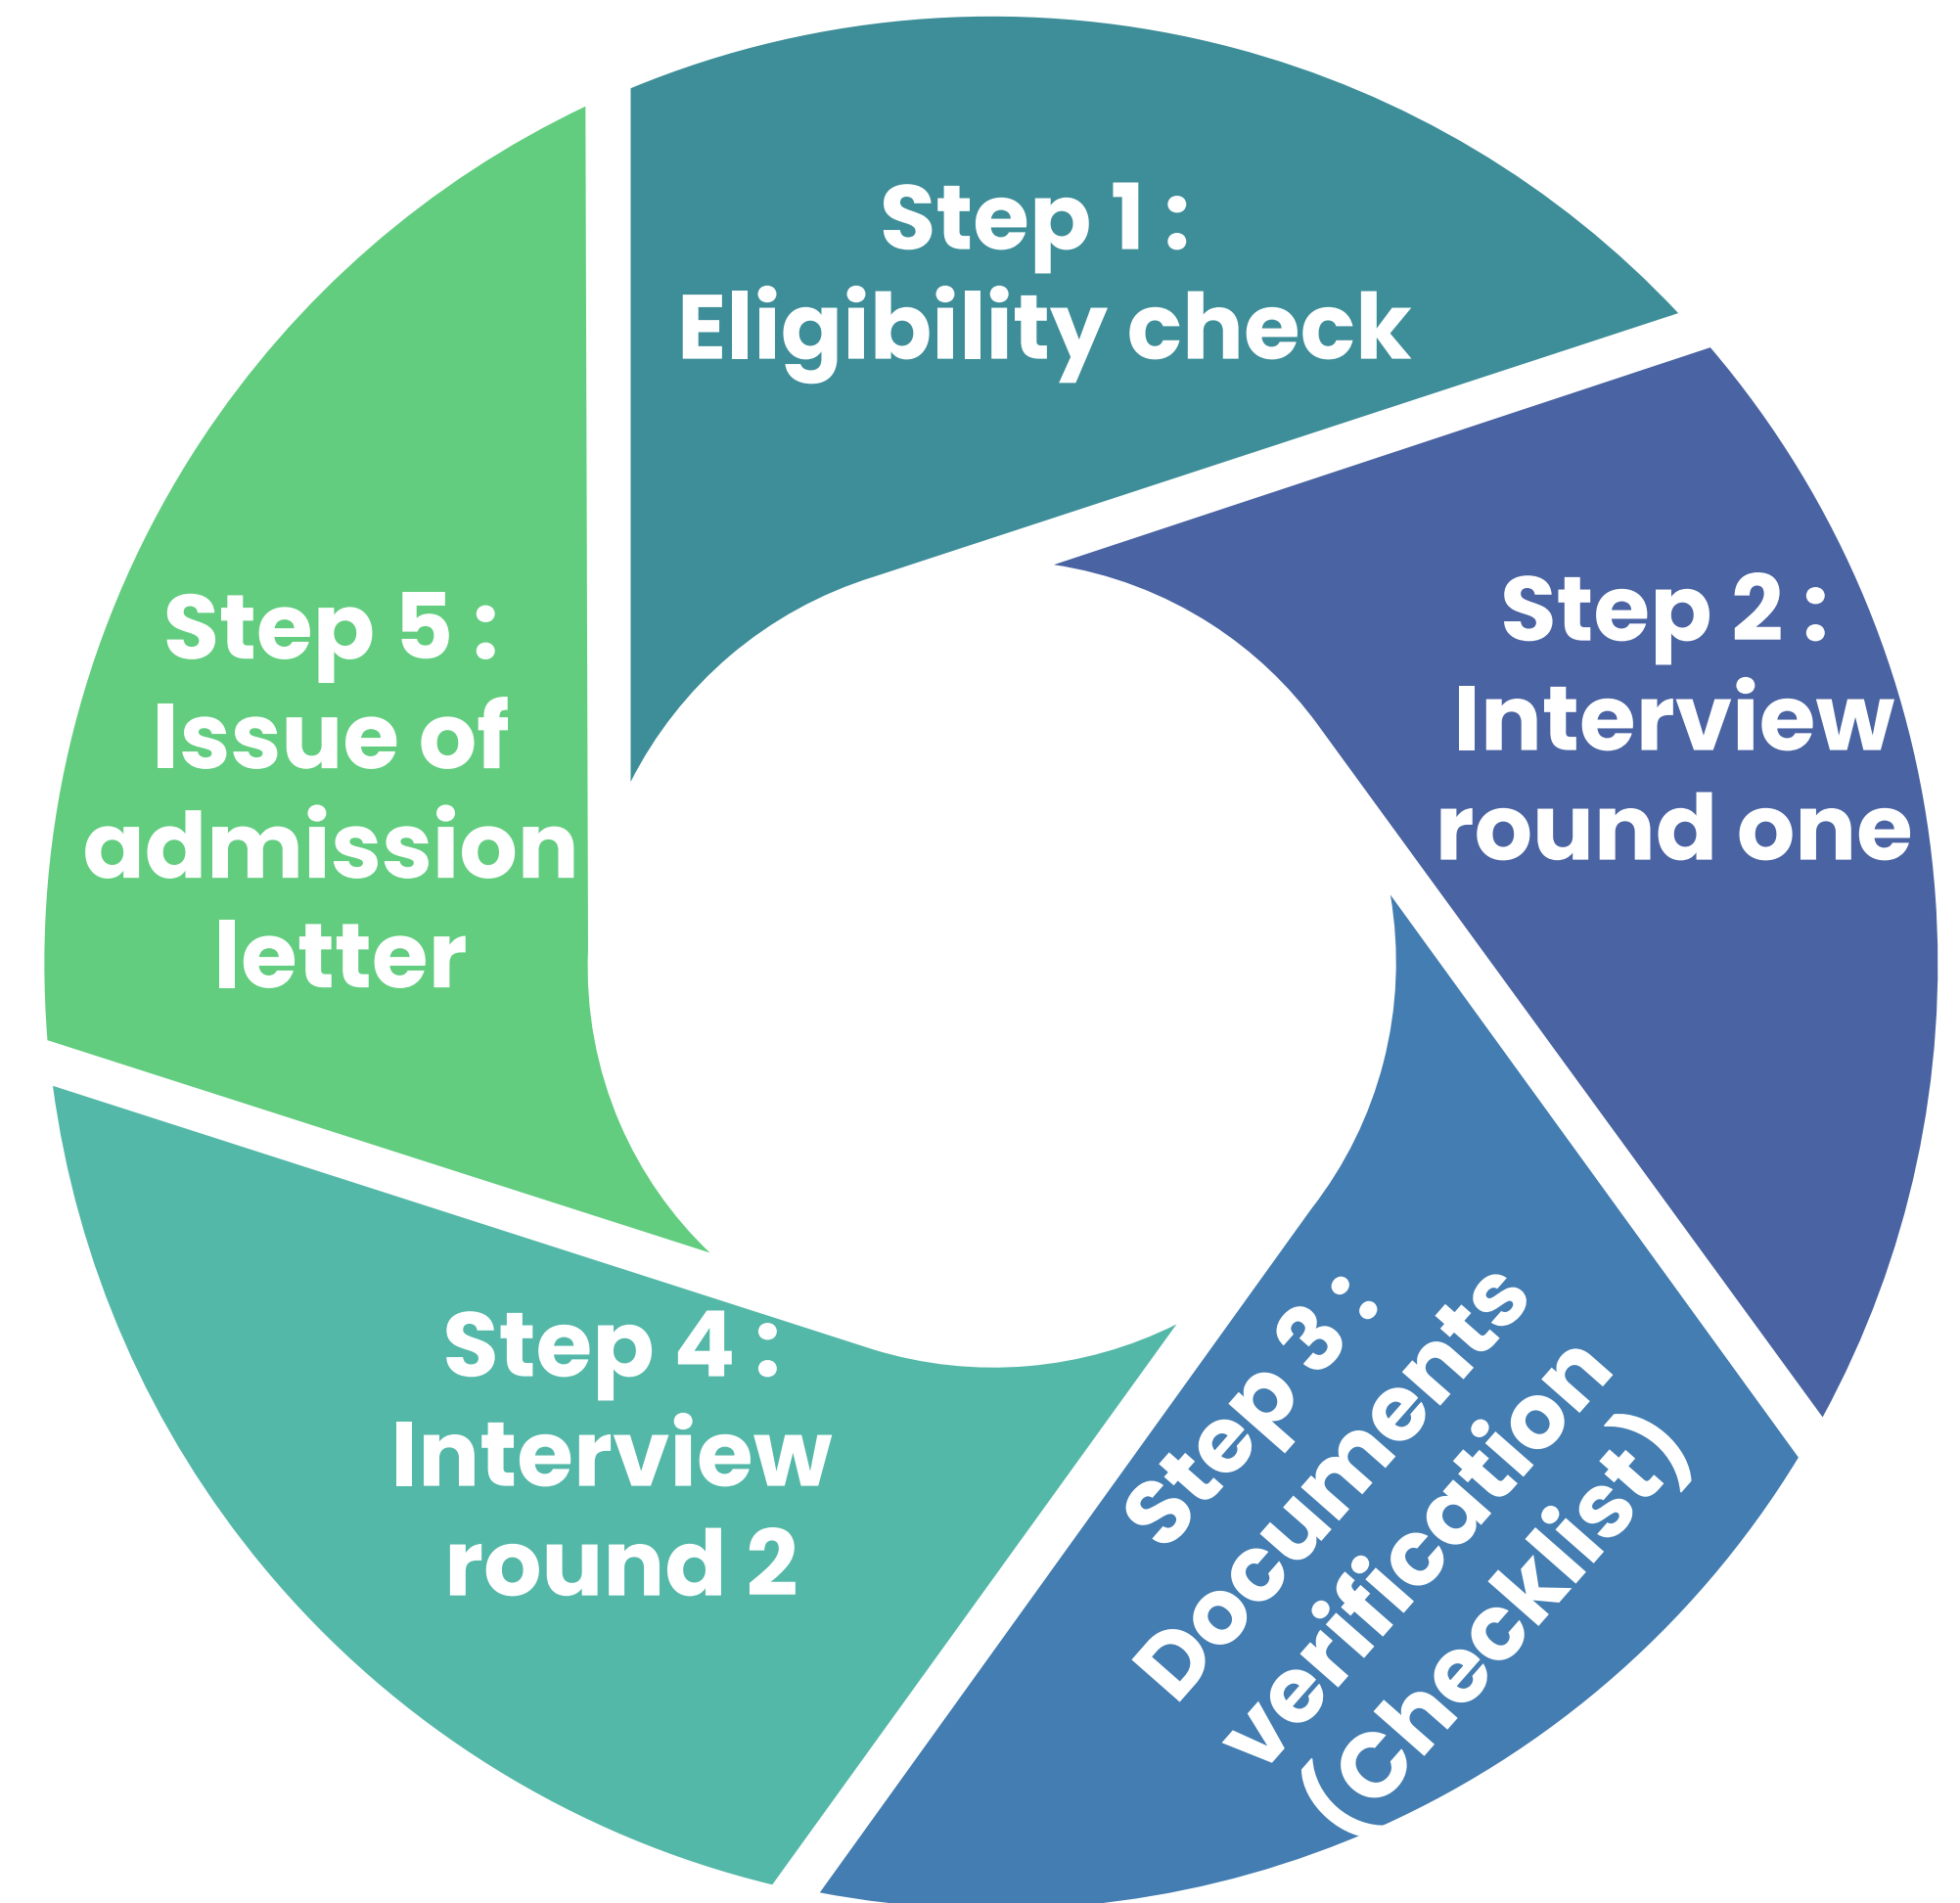 Step 1 :
Eligibility check
Step 2 :
Interview
round one
Step 3 :
Documents
verification
(Checklist)
Step 4 :
Interview
round 2
Step 5 :
Issue of
admission
letter